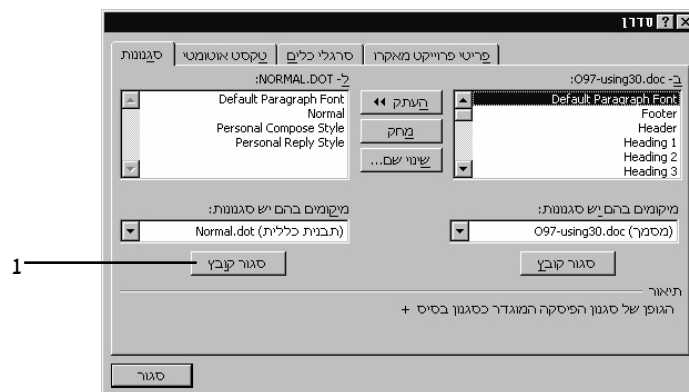 סדרן
סגנונות
טקסט אוטומטי
סרגלי כלים
פריטי פרוייקט מאקרו
ב- O97-using30.doc:
Default Paragraph Font
Footer
Header
Heading 1
Heading 2
Heading 3
העתק
מחק
שינוי שם...
ל- NORMAL.DOT:
Default Paragraph Font
Normal
Personal Compose Style
Personal Reply Style
מיקומים בהם יש סגנונות:
O97-using30.doc (מסמך)
סגור קובץ
מיקומים בהם יש סגנונות:
Normal.dot (תבנית כללית)
סגור קובץ
1
תיאור
הגופן של סגנון הפיסקה המוגדר כסגנון בסיס +
סגור